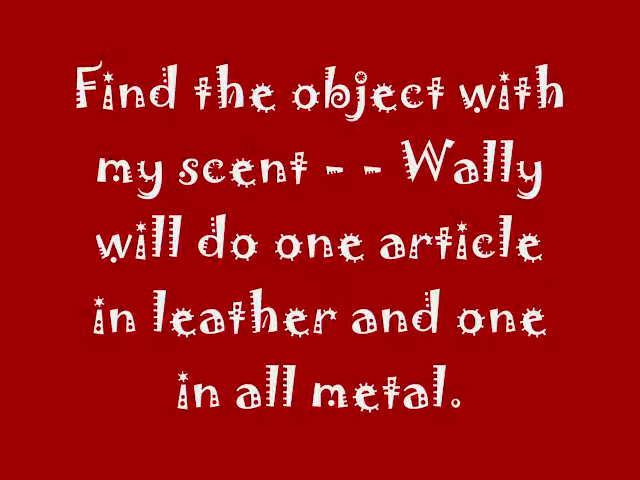 Find the object with
my scent - - Wally
will do one article
in leather and one
in all metal.